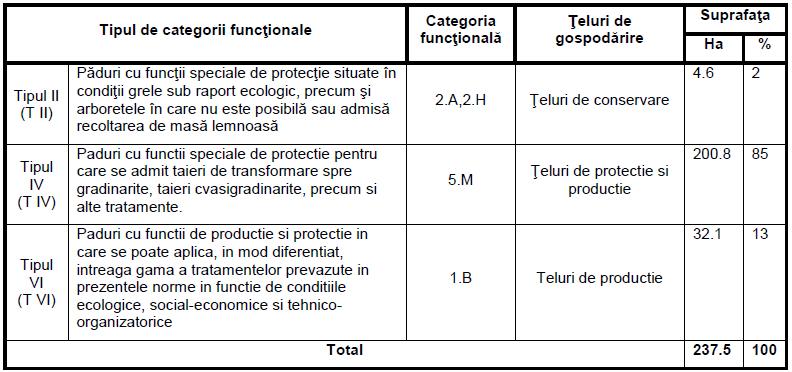 Tipul de categorii funcţionale
Categoria
funcţională
Ţeluri de
gospodărire
Suprafaţa
Ha
%
Tipul II
(T II)
Păduri cu funcţii speciale de protecţie situate în
condiţii grele sub raport ecologic, precum şi
arboretele în care nu este posibilă sau admisă
recoltarea de masă lemnoasă
2.A,2.H
Ţeluri de conservare
4.6
2
Tipul
IV
(T IV)
Paduri cu functii speciale de protectie pentru
care se admit taieri de transformare spre
gradinarite, taieri cvasigradinarite, precum si
alte tratamente.
5.M
Ţeluri de protectie si
productie
200.8
85
Tipul
VI
(T VI)
Paduri cu functii de productie si protectie in
care se poate aplica, in mod diferentiat,
intreaga gama a tratamentelor prevazute in
prezentele norme in functie de conditiile
ecologice, social-economice si tehnico-
organizatorice
1.B
Teluri de productie
32.1
13
Total
237.5
100